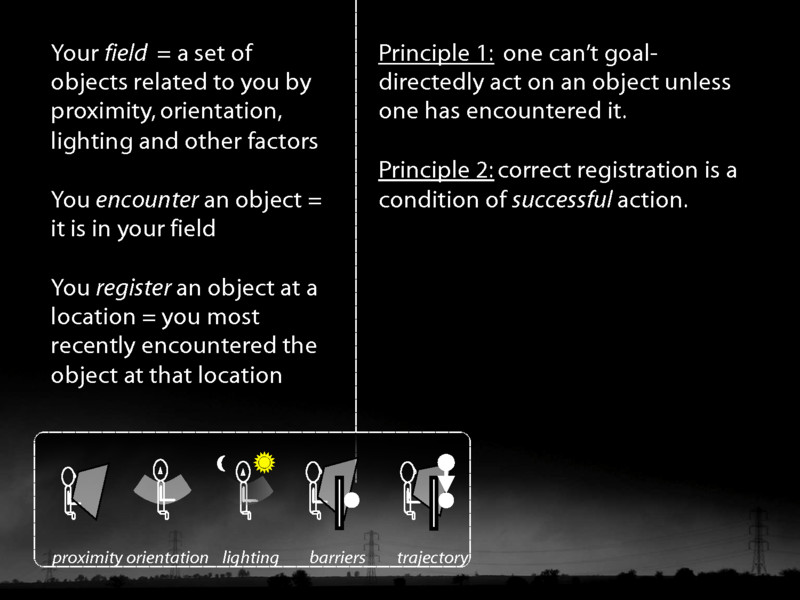 Your field = a set of
objects related to you by
proximity, orientation,
lighting and other factors
You encounter an object =
it is in your field
You register an object at a
location = you most
recently encountered the
object at that location
Principle 1: one can’t goal-
directedly act on an object unless
one has encountered it.
Principle 2: correct registration is a
condition of successful action.
proximity orientation lighting barriers trajectory